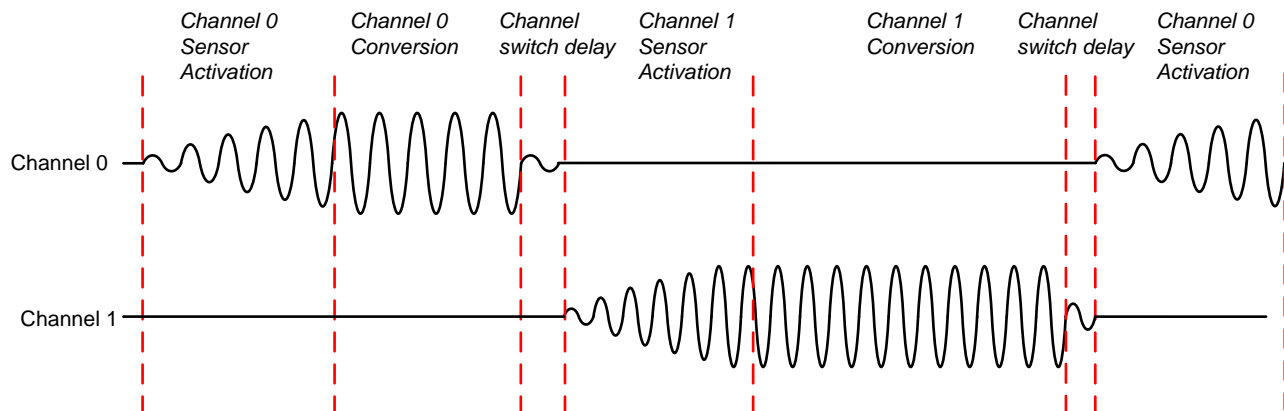 Channel 0
Sensor
Activation
Channel 0
Conversion
Channel
switch delay
Channel 1
Sensor
Activation
Channel 1
Conversion
Channel
switch delay
Channel 0
Sensor
Activation
Channel 0
Channel 1